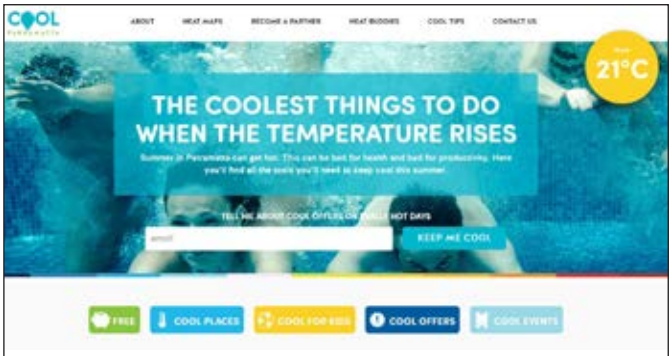 COOL
Parramatta
ABOUT
HEAT MAPS
BECOME A PARTNER
HEAT BUDDIES
COOL TIPS
CONTACT US
21°C
THE COOLEST THINGS TO DO
WHEN THE TEMPERATURE RISES
Summer in Parramatta can get hot. This can be bad for health and bad for productivity. Here
you'll find all the tools you'll need to keep cool this summer.
TELL ME ABOUT COOL OFFERS ON REALLY HOT DAYS
email
KEEP ME COOL
FREE
COOL PLACES
COOL FOR KIDS
COOL OFFERS
COOL EVENTS